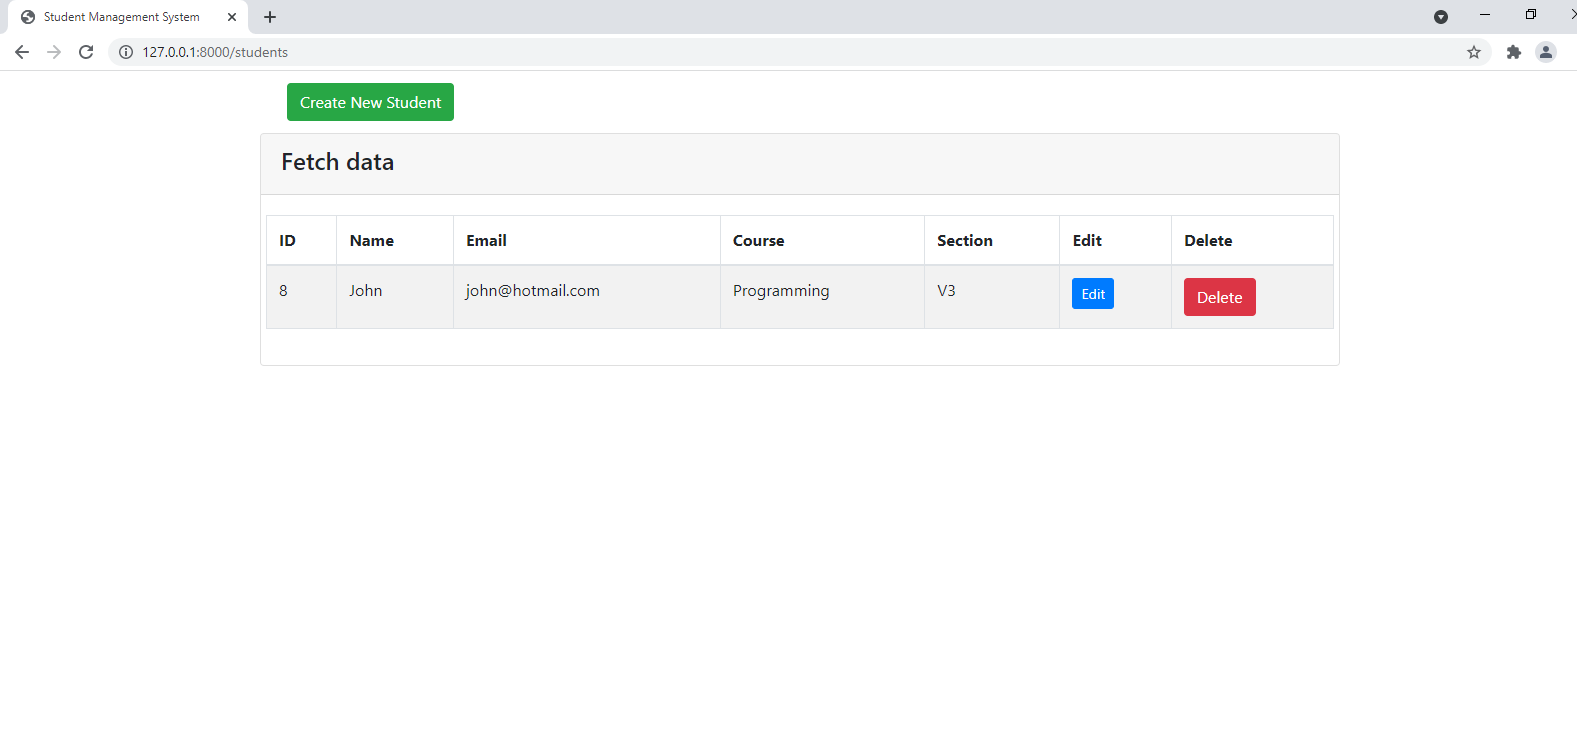 Student Management System
127.0.0.1:8000/students
Create New Student
Fetch data
ID Name Email Course Section Edit Delete
8 John john@hotmail.com Programming V3 Edit Delete